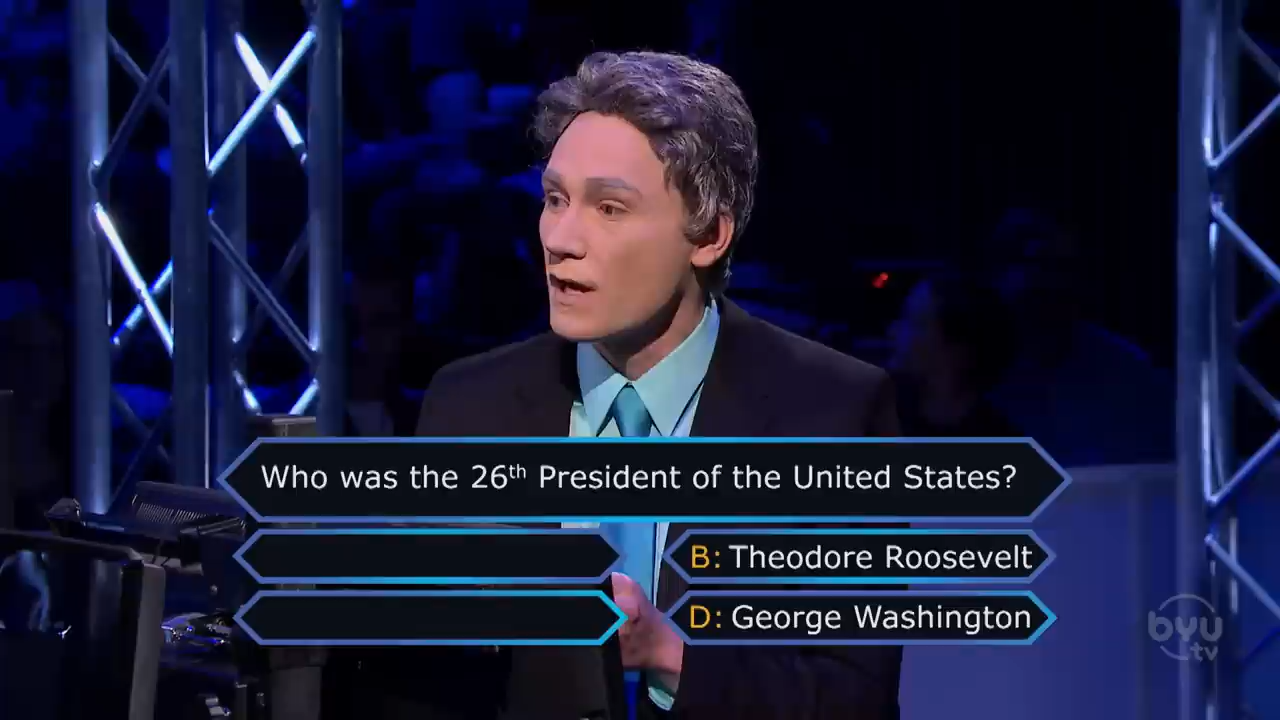 Who was the 26th President of the United States?
B: Theodore Roosevelt
D: George Washington
byu
tv